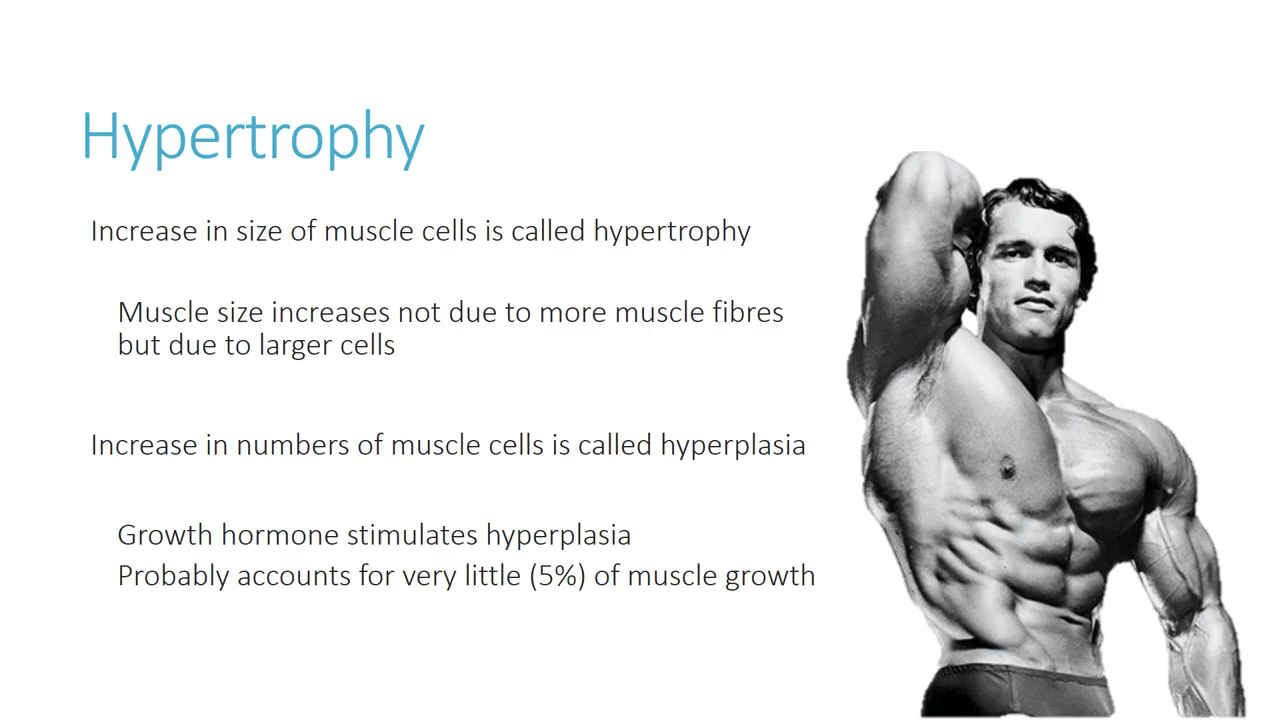 Hypertrophy
Increase in size of muscle cells is called hypertrophy
Muscle size increases not due to more muscle fibres
but due to larger cells
Increase in numbers of muscle cells is called hyperplasia
Growth hormone stimulates hyperplasia
Probably accounts for very little (5%) of muscle growth